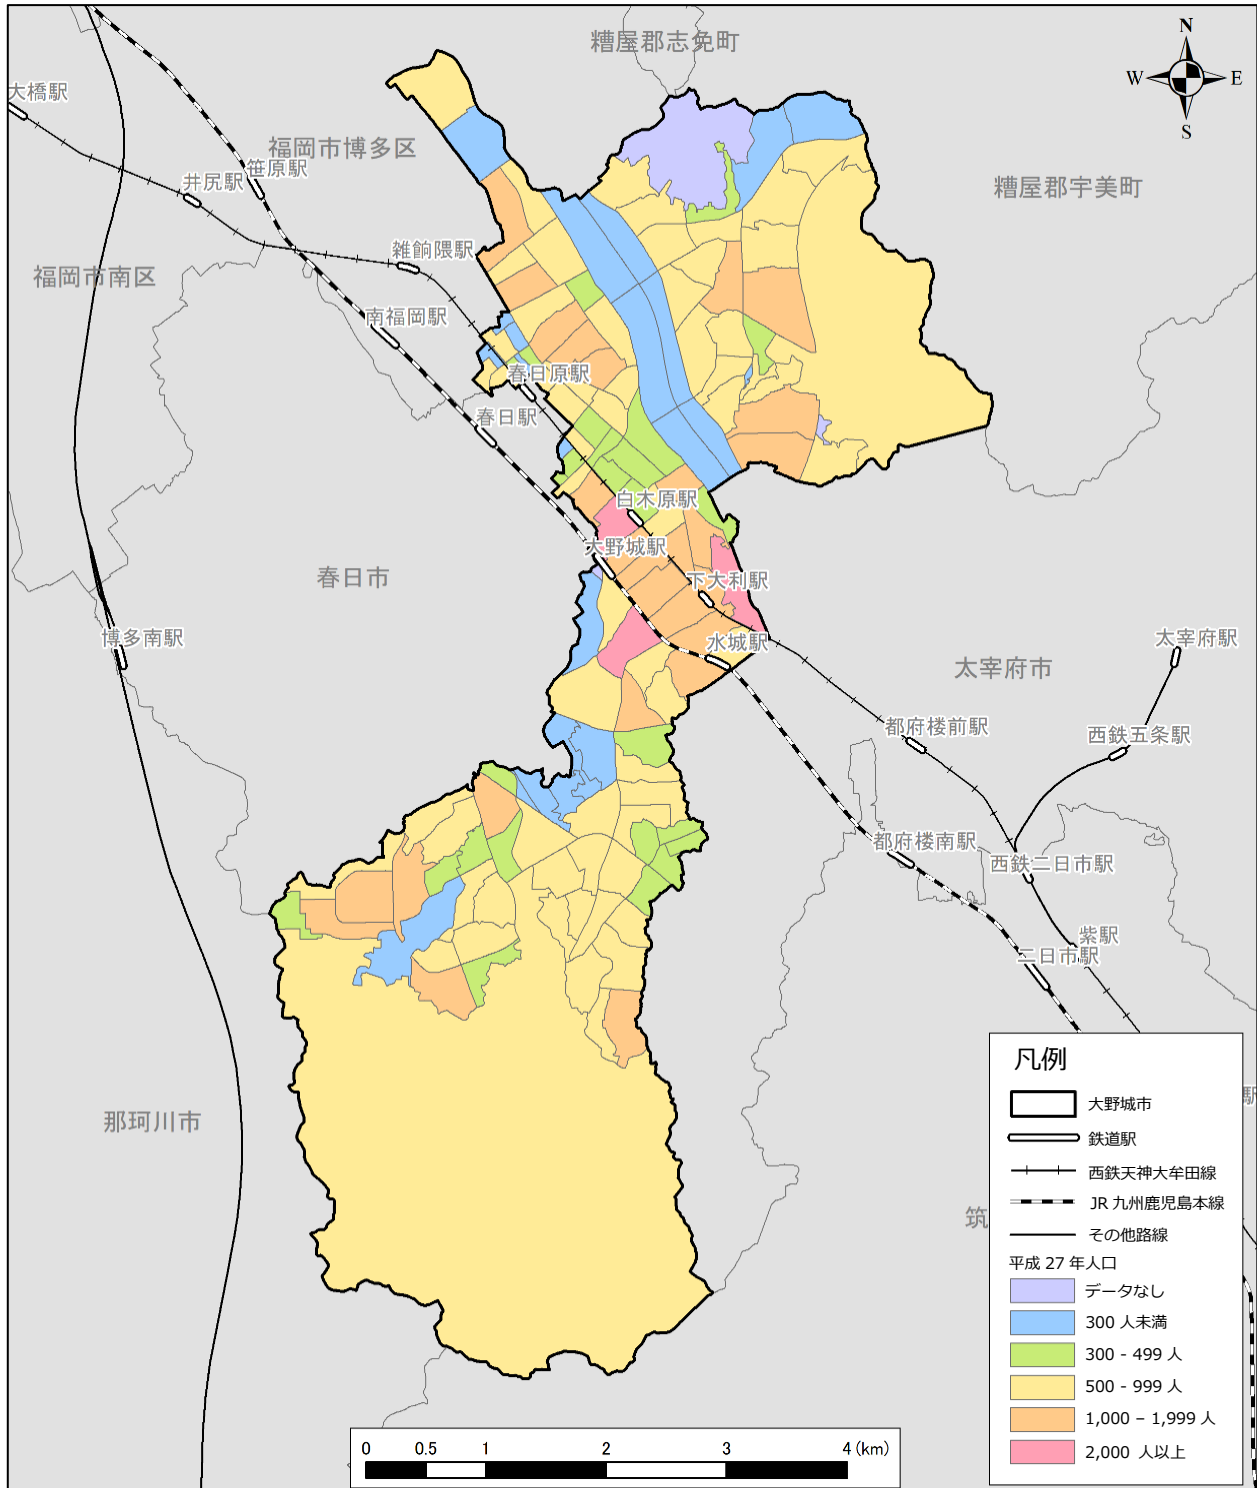 糟屋郡志免町
N
W
E
S
大橋駅
福岡市博多区
笹原駅
井尻駅
糟屋郡宇美町
雑餉隈駅
福岡市南区
南福岡駅
春日原駅
春日駅
白木原駅
大野城駅
春日市
下大利駅
博多南駅
水城駅
太宰府駅
太宰府市
都府楼前駅
西鉄五条駅
都府楼南駅
西鉄二日市駅
紫駅
二日市駅
那珂川市
筑
駅
凡例
大野城市
鉄道駅
西鉄天神大牟田線
JR 九州鹿児島本線
その他路線
平成 27 年人口
データなし
300 人未満
300 - 499 人
500 - 999 人
1,000 – 1,999 人
2,000 人以上
0 0.5 1 2 3 4 (km)